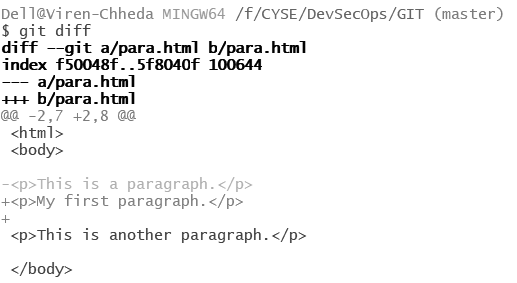 Dell@Viren-Chheda MINGW64 /f/CYSE/DevSecOps/GIT (master)
$ git diff
diff --git a/para.html b/para.html
index f50048f..5f8040f 100644
--- a/para.html
+++ b/para.html
@@ -2,7 +2,8 @@
 <html>
 <body>

-<p>This is a paragraph.</p>
+<p>My first paragraph.</p>
+
 <p>This is another paragraph.</p>

 </body>